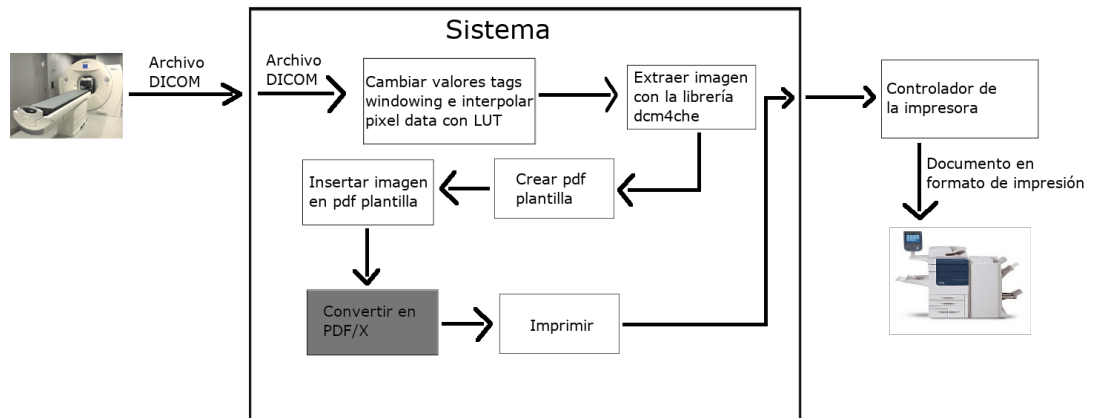 Sistema
Archivo
DICOM
Archivo
DICOM
Cambiar valores tags
windowing e interpolar
pixel data con LUT
Extraer imagen
con la librería
dcm4che
Controlador de
la impresora
Documento en
formato de impresión
Crear pdf
plantilla
Insertar imagen
en pdf plantilla
Convertir en
PDF/X
Imprimir